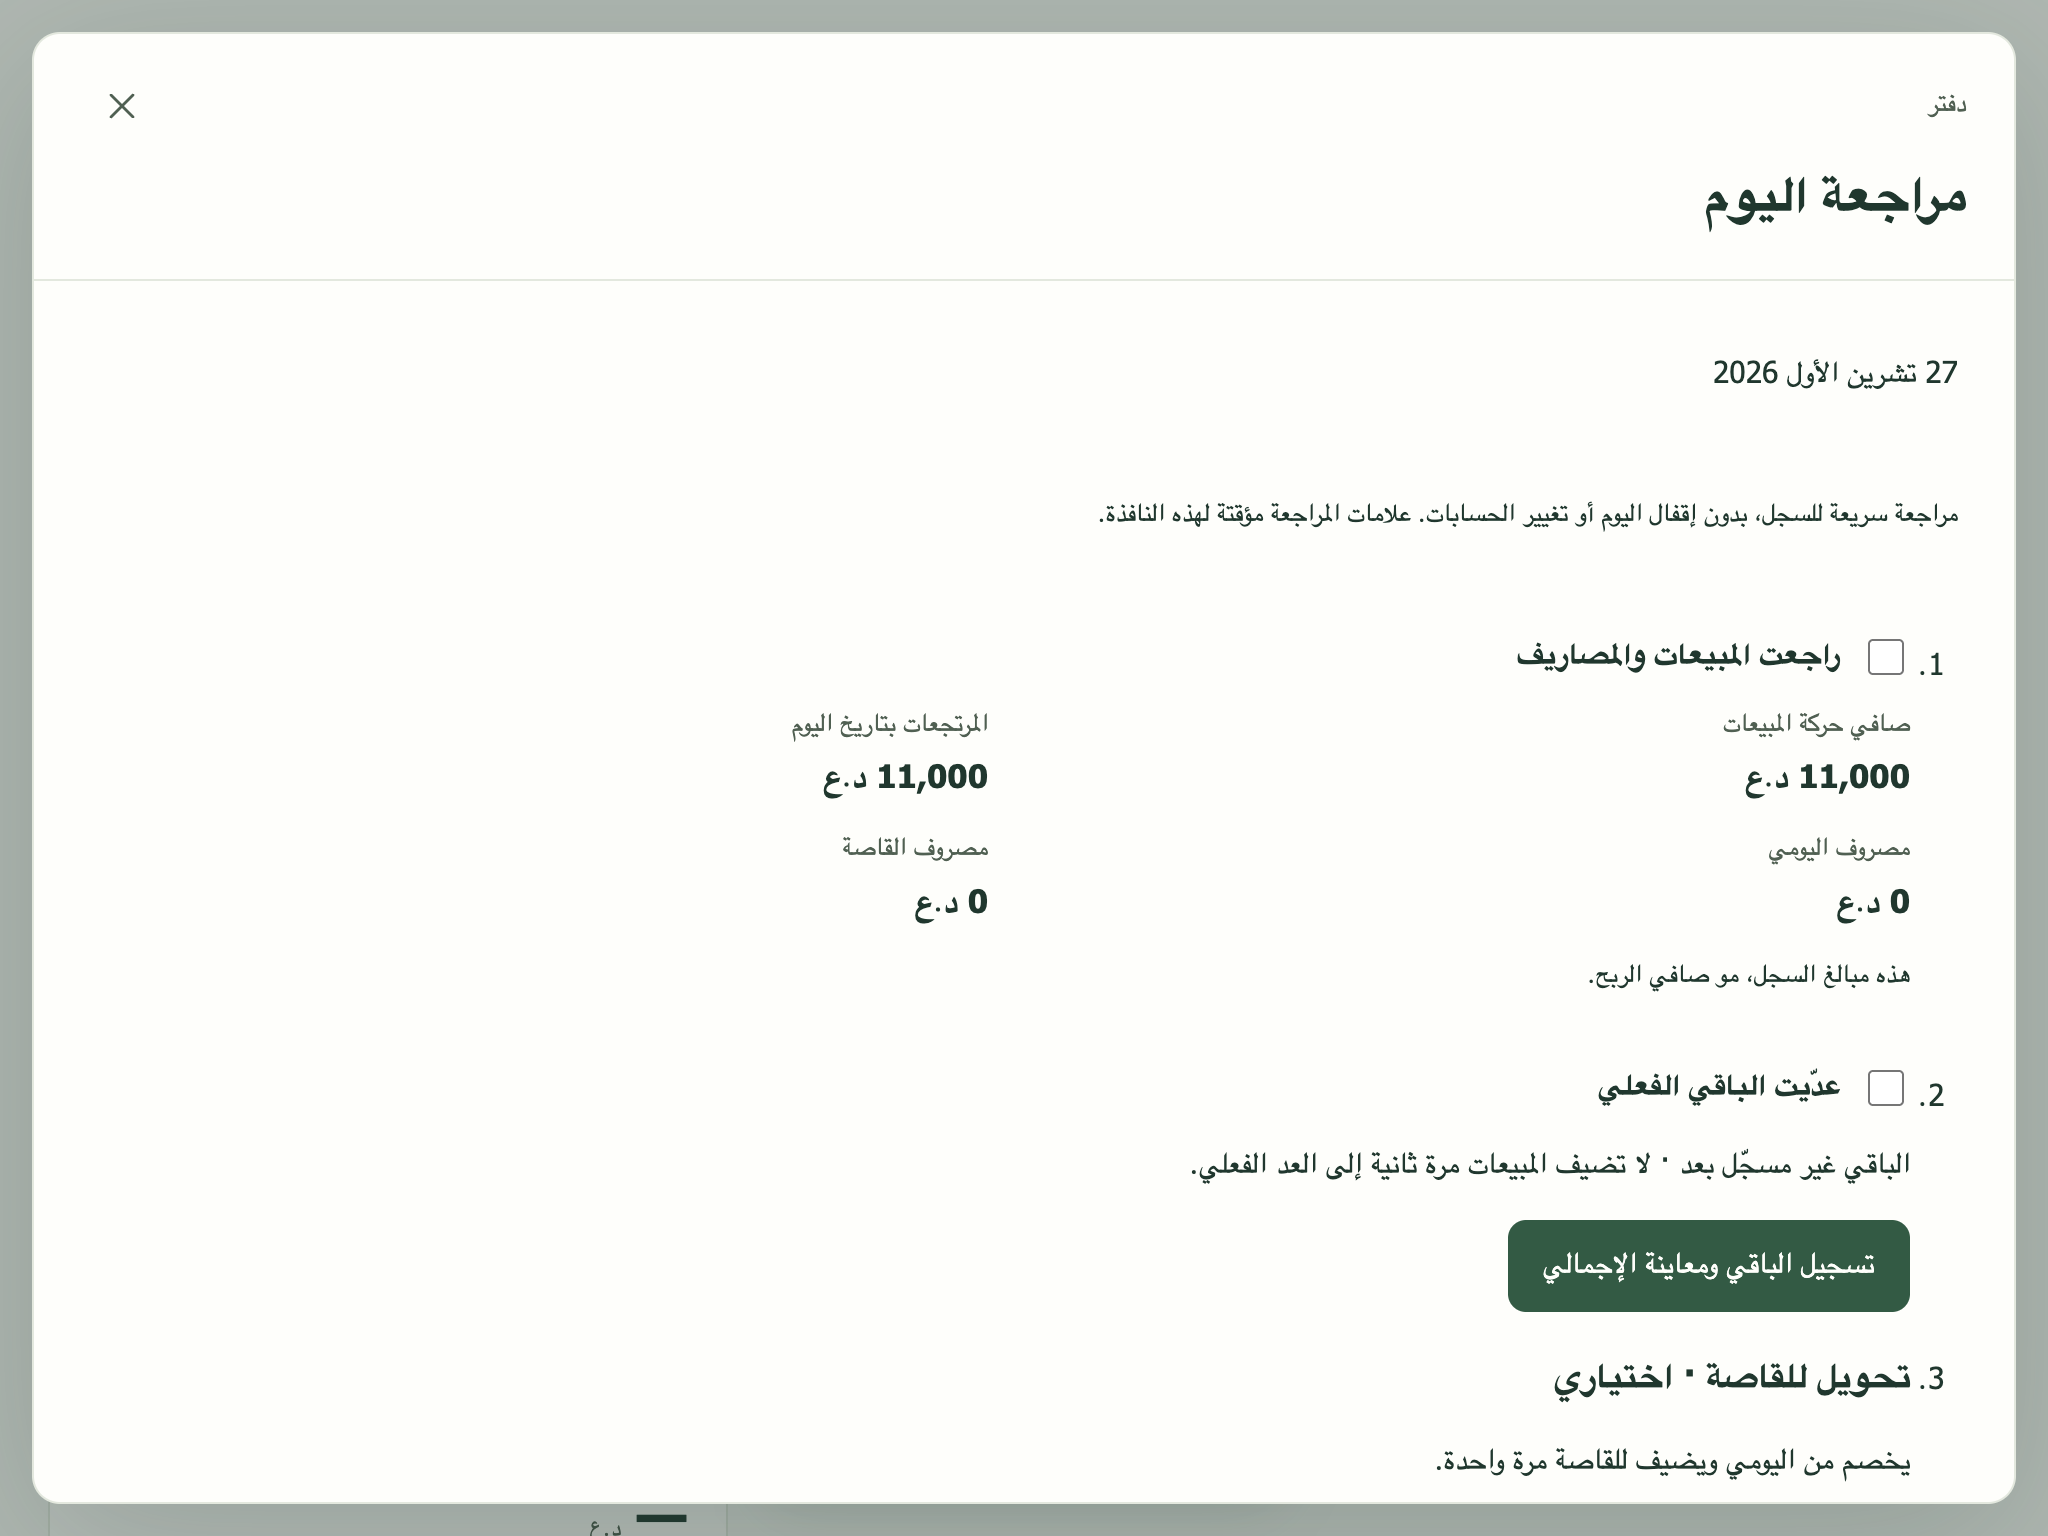 دفتر
مراجعة اليوم
27 تشرين الأول 2026
مراجعة سريعة للسجل، بدون إقفال اليوم أو تغيير الحسابات. علامات المراجعة مؤقتة لهذه النافذة.
1. راجعت المبيعات والمصاريف
صافي حركة المبيعات
11,000 د.ع
المرتجعات بتاريخ اليوم
11,000 د.ع
مصروف اليومي
0 د.ع
مصروف القاصة
0 د.ع
هذه مبالغ السجل، مو صافي الربح.
2. عدّيت الباقي الفعلي
الباقي غير مسجّل بعد · لا تضيف المبيعات مرة ثانية إلى العد الفعلي.
تسجيل الباقي ومعاينة الإجمالي
3. تحويل للقاصة · اختياري
يخصم من اليومي ويضيف للقاصة مرة واحدة.
د.ع